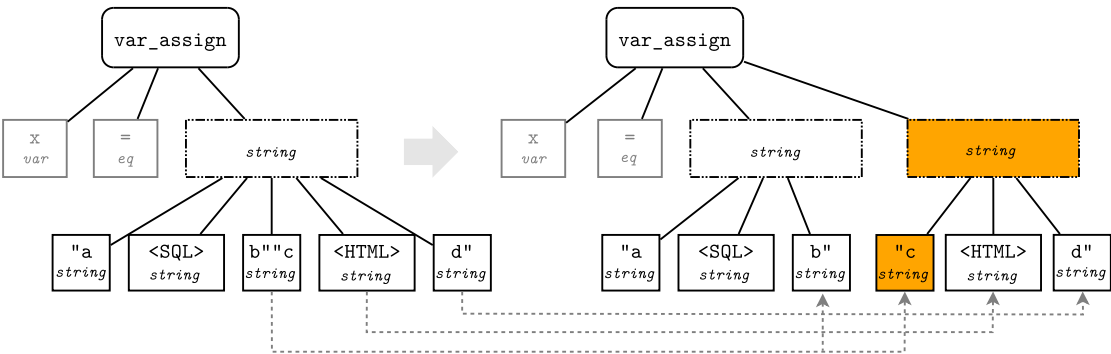 var_assign
x
var
=
eq
string
"a
string
<SQL>
string
b""c
string
<HTML>
string
d"
string
var_assign
x
var
=
eq
string
string
"a
string
<SQL>
string
b"
string
"c
string
<HTML>
string
d"
string